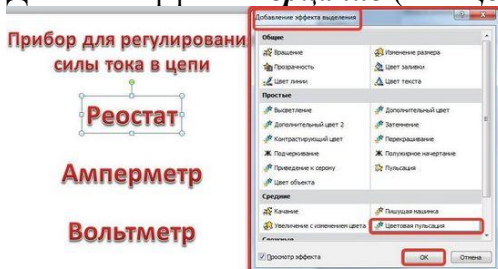 Прибор для регулировани
силы тока в цепи
Реостат
Амперметр
Вольтметр
Добавление эффекта выделения
Общие
Вращение
Изменение размера
Прозрачность
Цвет заливки
Цвет линии
Цвет текста
Простые
Высветление
Дополнительный цвет
Дополнительный цвет 2
Затемнение
Контрастирующий цвет
Перекрашивание
Подчеркивание
Полужирное начертание
Приведение к серому
Пульсация
Цвет объекта
Средние
Качание
Пишущая машинка
Увеличение с изменением цвета
Цветовая пульсация
Просмотр эффекта
ОК
Отмена